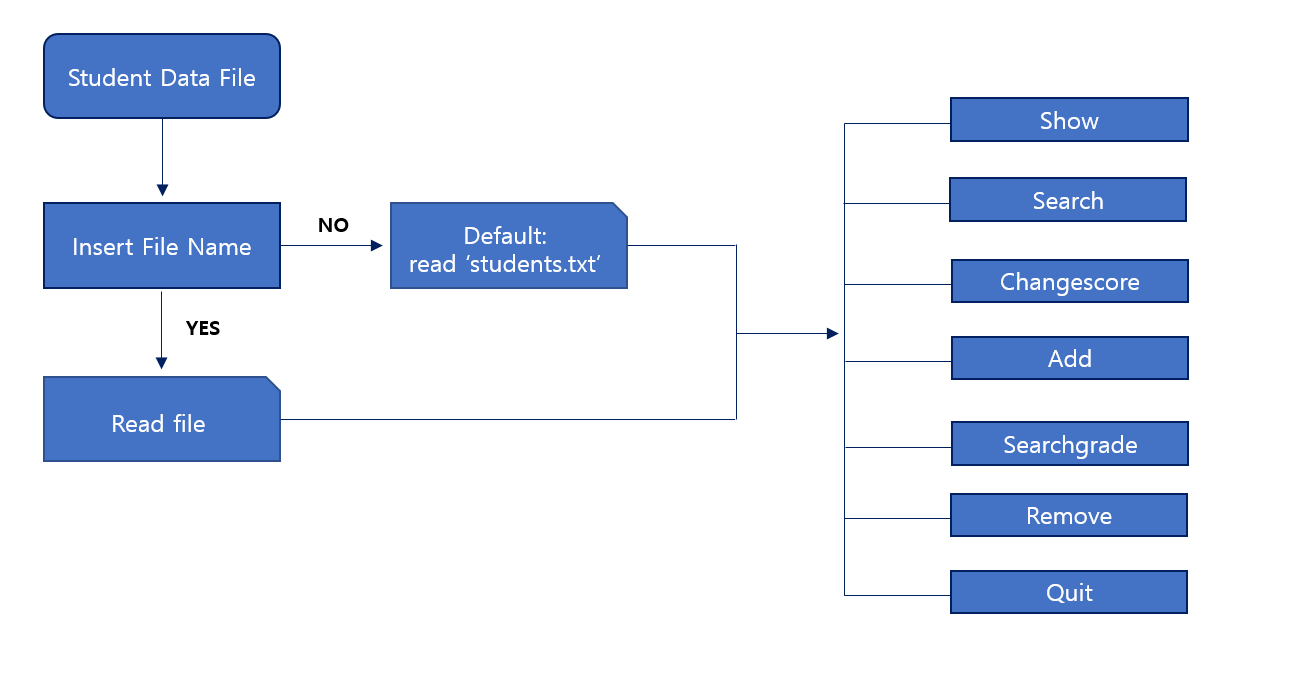 Student Data File
Insert File Name
NO
Default:
read ‘students.txt’
YES
Read file
Show
Search
Changescore
Add
Searchgrade
Remove
Quit